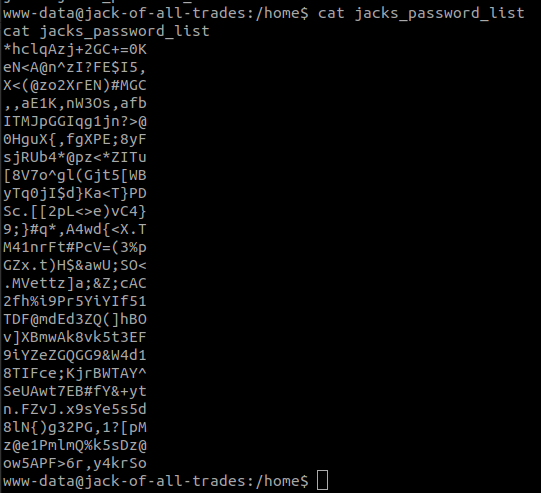 www-data@jack-of-all-trades:/home$ cat jacks_password_list
cat jacks_password_list
*hclqAzj+2GC+=0K
eN<A@n^zI?FE$I5,
X<(@zo2XrEN)#MGC
,,aE1K,nW3Os,afb
ITMJpGGIqg1jn?>@
0HguX{,fgXPE;8yF
sjRUb4*@pz<*ZITu
[8V7o^gl(Gjt5[WB
yTq0jI$d}Ka<T}PD
Sc.[[2pL<>e)vC4}
9;}#q*,A4wd{<X.T
M41nrFt#PcV=(3%p
GZx.t)H$&awU;SO<
.MVettz]a;&Z;cAC
2fh%i9Pr5YiYIf51
TDF@mdEd3ZQ(]hBO
v]XBmwAk8vk5t3EF
9iYZeZGQGG9&W4d1
8TIFce;KjrBWTAY^
SeUAwt7EB#fY&+yt
n.FZvJ.x9sYe5s5d
8lN{)g32PG,1?[pM
z@e1PmlmQ%k5sDz@
ow5APF>6r,y4krSo
www-data@jack-of-all-trades:/home$